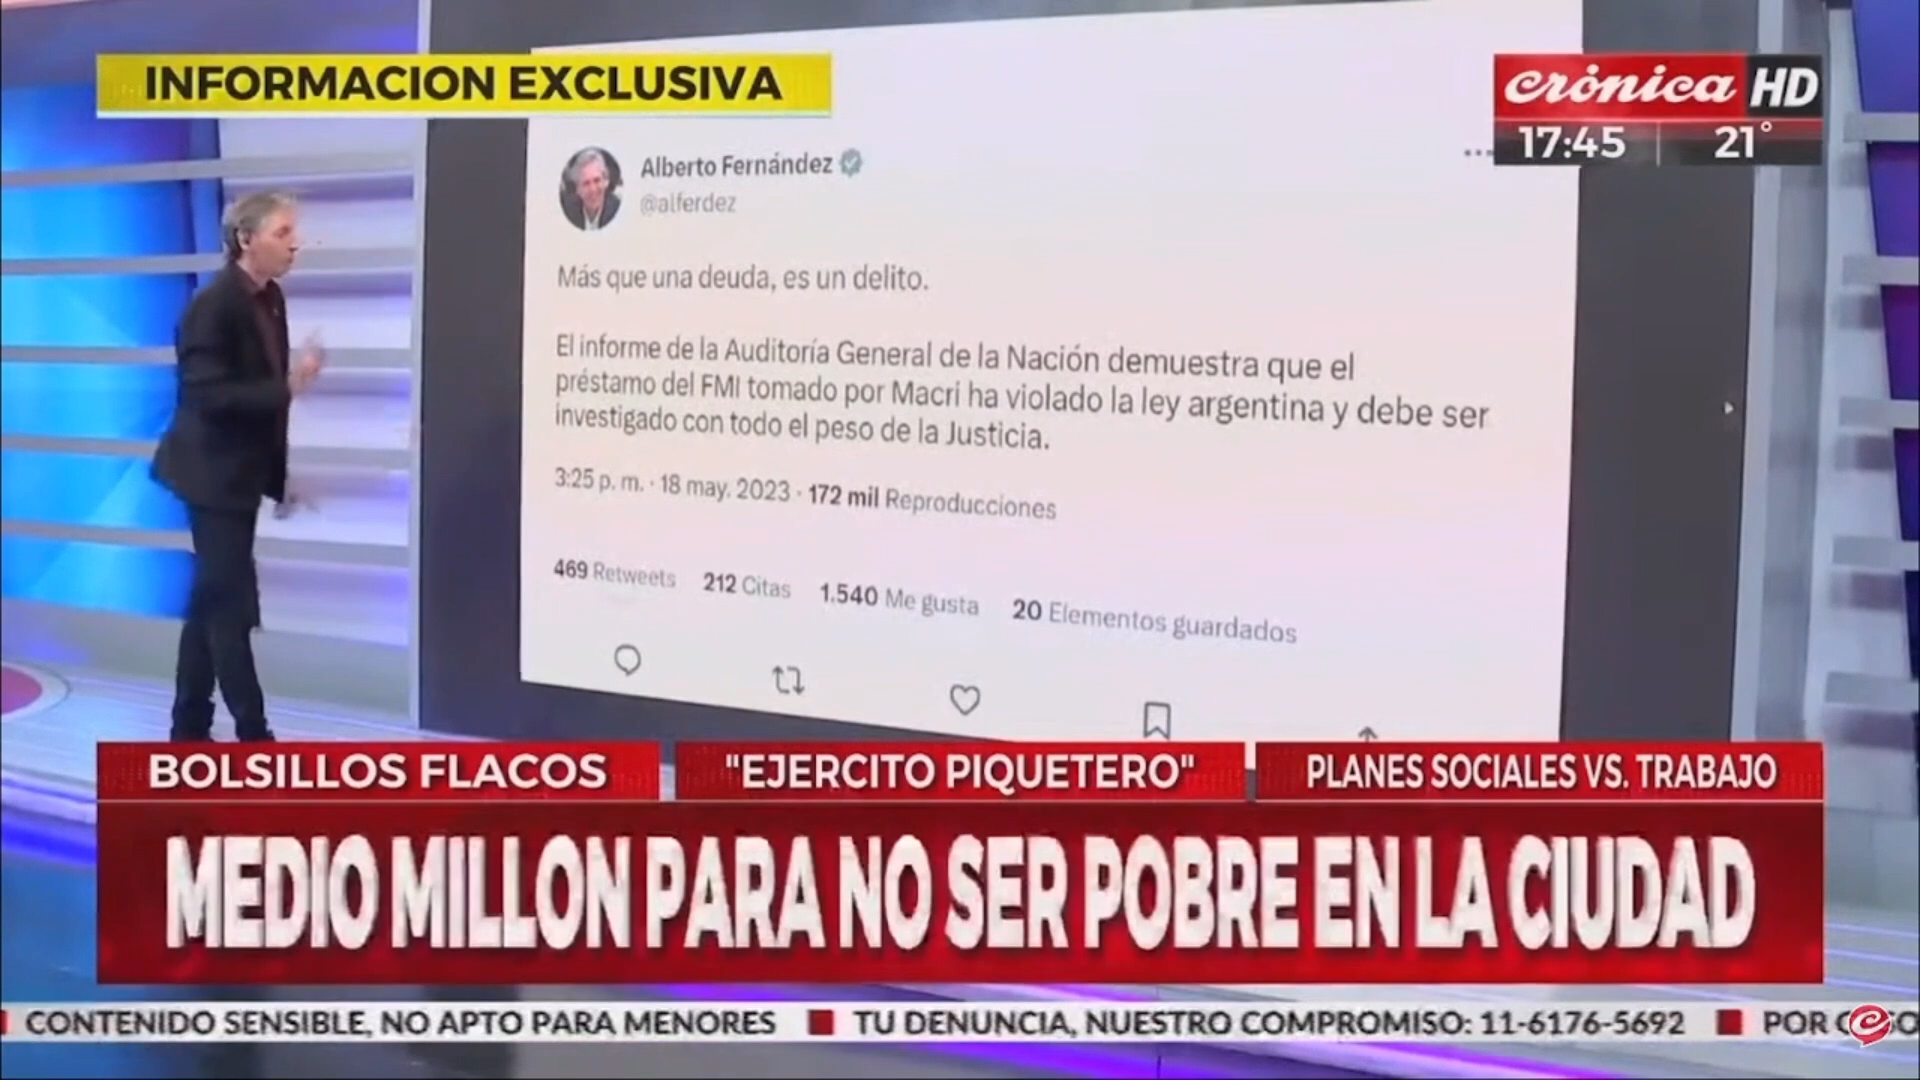 INFORMACION EXCLUSIVA
crónica HD
17:45 21°
Alberto Fernández
@alferdez
Más que una deuda, es un delito.
El informe de la Auditoría General de la Nación demuestra que el
préstamo del FMI tomado por Macri ha violado la ley argentina y debe ser
investigado con todo el peso de la Justicia.
3:25 p. m. · 18 may. 2023 · 172 mil Reproducciones
469 Retweets 212 Citas 1.540 Me gusta 20 Elementos guardados
BOLSILLOS FLACOS "EJERCITO PIQUETERO" PLANES SOCIALES VS. TRABAJO
MEDIO MILLON PARA NO SER POBRE EN LA CIUDAD
CONTENIDO SENSIBLE, NO APTO PARA MENORES TU DENUNCIA, NUESTRO COMPROMISO: 11-6176-5692 POR